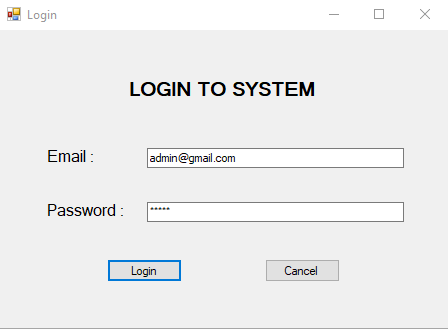 Login
LOGIN TO SYSTEM
Email : admin@gmail.com
Password : *****
Login Cancel